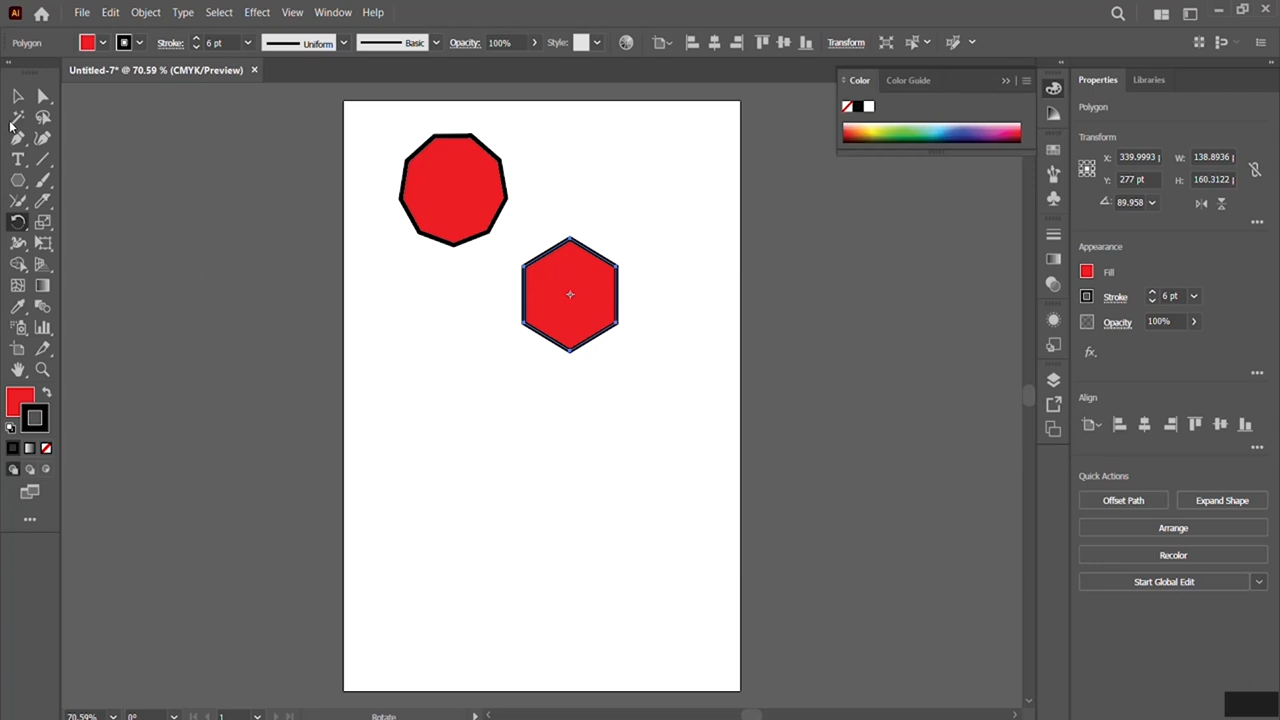 Ai File Edit Object Type Select Effect View Window Help
Polygon Stroke: 6 pt Uniform Basic Opacity: 100% Style: Transform
Untitled-7* @ 70.59 % (CMYK/Preview)
Color Color Guide
Properties Libraries
Polygon
Transform
X: 339.9993 p W: 138.8936 p
Y: 277 pt H: 160.3122 p
89.958
Appearance
Fill
Stroke 6 pt
Opacity 100%
fx.
Align
Quick Actions
Offset Path Expand Shape
Arrange
Recolor
Start Global Edit
70.59% 0° 1 Rotate